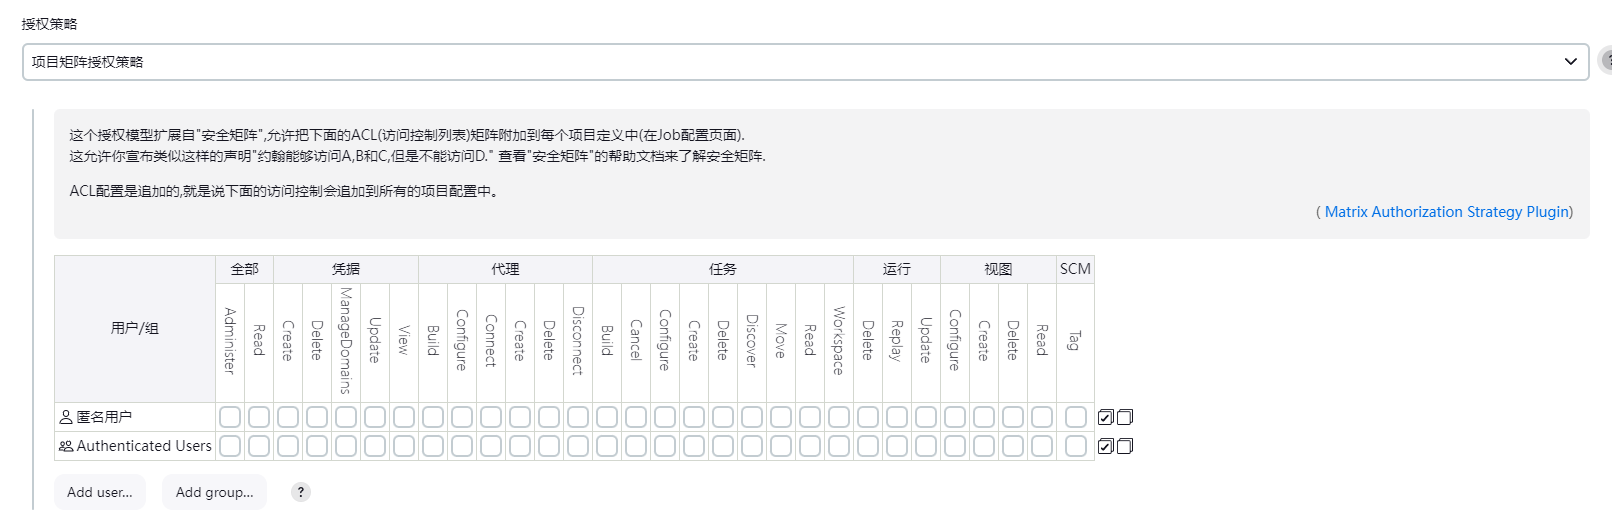 授权策略
项目矩阵授权策略
?
这个授权模型扩展自"安全矩阵",允许把下面的ACL(访问控制列表)矩阵附加到每个项目定义中(在Job配置页面).
这允许你宣布类似这样的声明"约翰能够访问A,B和C,但是不能访问D." 查看"安全矩阵"的帮助文档来了解安全矩阵.
ACL配置是追加的,就是说下面的访问控制会追加到所有的项目配置中。
( Matrix Authorization Strategy Plugin)
用户/组 全部 凭据 代理 任务 运行 视图 SCM
Administer Read Create Delete ManageDomains Update View Build Configure Connect Create Delete Disconnect Build Cancel Configure Create Delete Discover Move Read Workspace Delete Replay Update Configure Create Delete Read Tag
匿名用户
Authenticated Users
Add user... Add group... ?